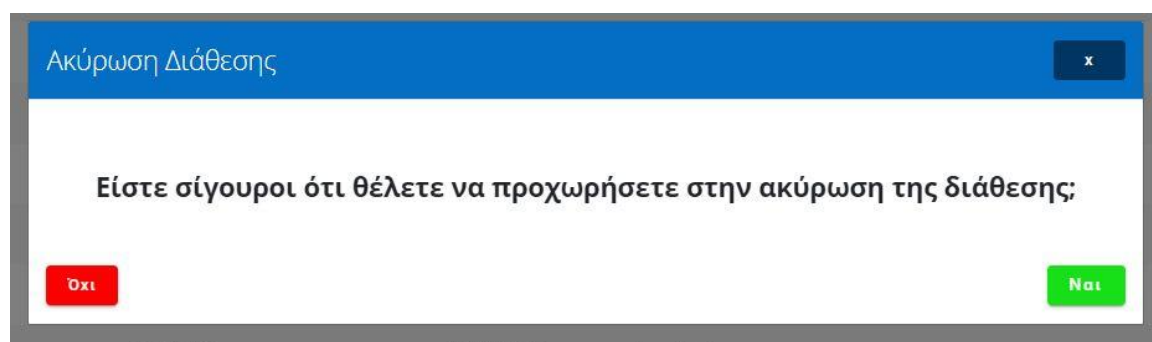 Ακύρωση Διάθεσης
x
Είστε σίγουροι ότι θέλετε να προχωρήσετε στην ακύρωση της διάθεσης;
Όχι
Ναι